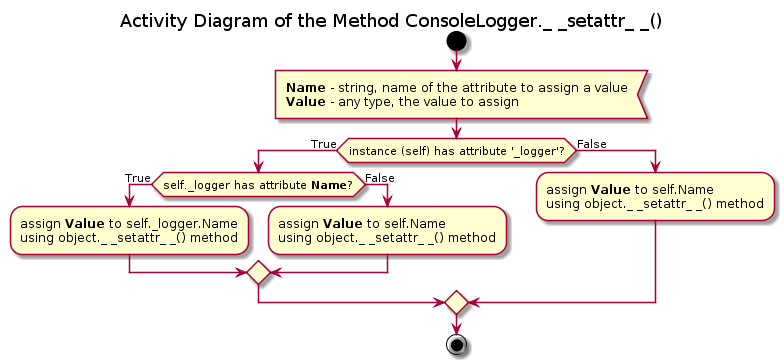 Activity Diagram of the Method ConsoleLogger._ _setattr_ _()
Name - string, name of the attribute to assign a value
Value - any type, the value to assign
instance (self) has attribute '_logger'?
True
False
self._logger has attribute Name?
True
False
assign Value to self._logger.Name
using object._ _setattr_ _() method
assign Value to self.Name
using object._ _setattr_ _() method
assign Value to self.Name
using object._ _setattr_ _() method